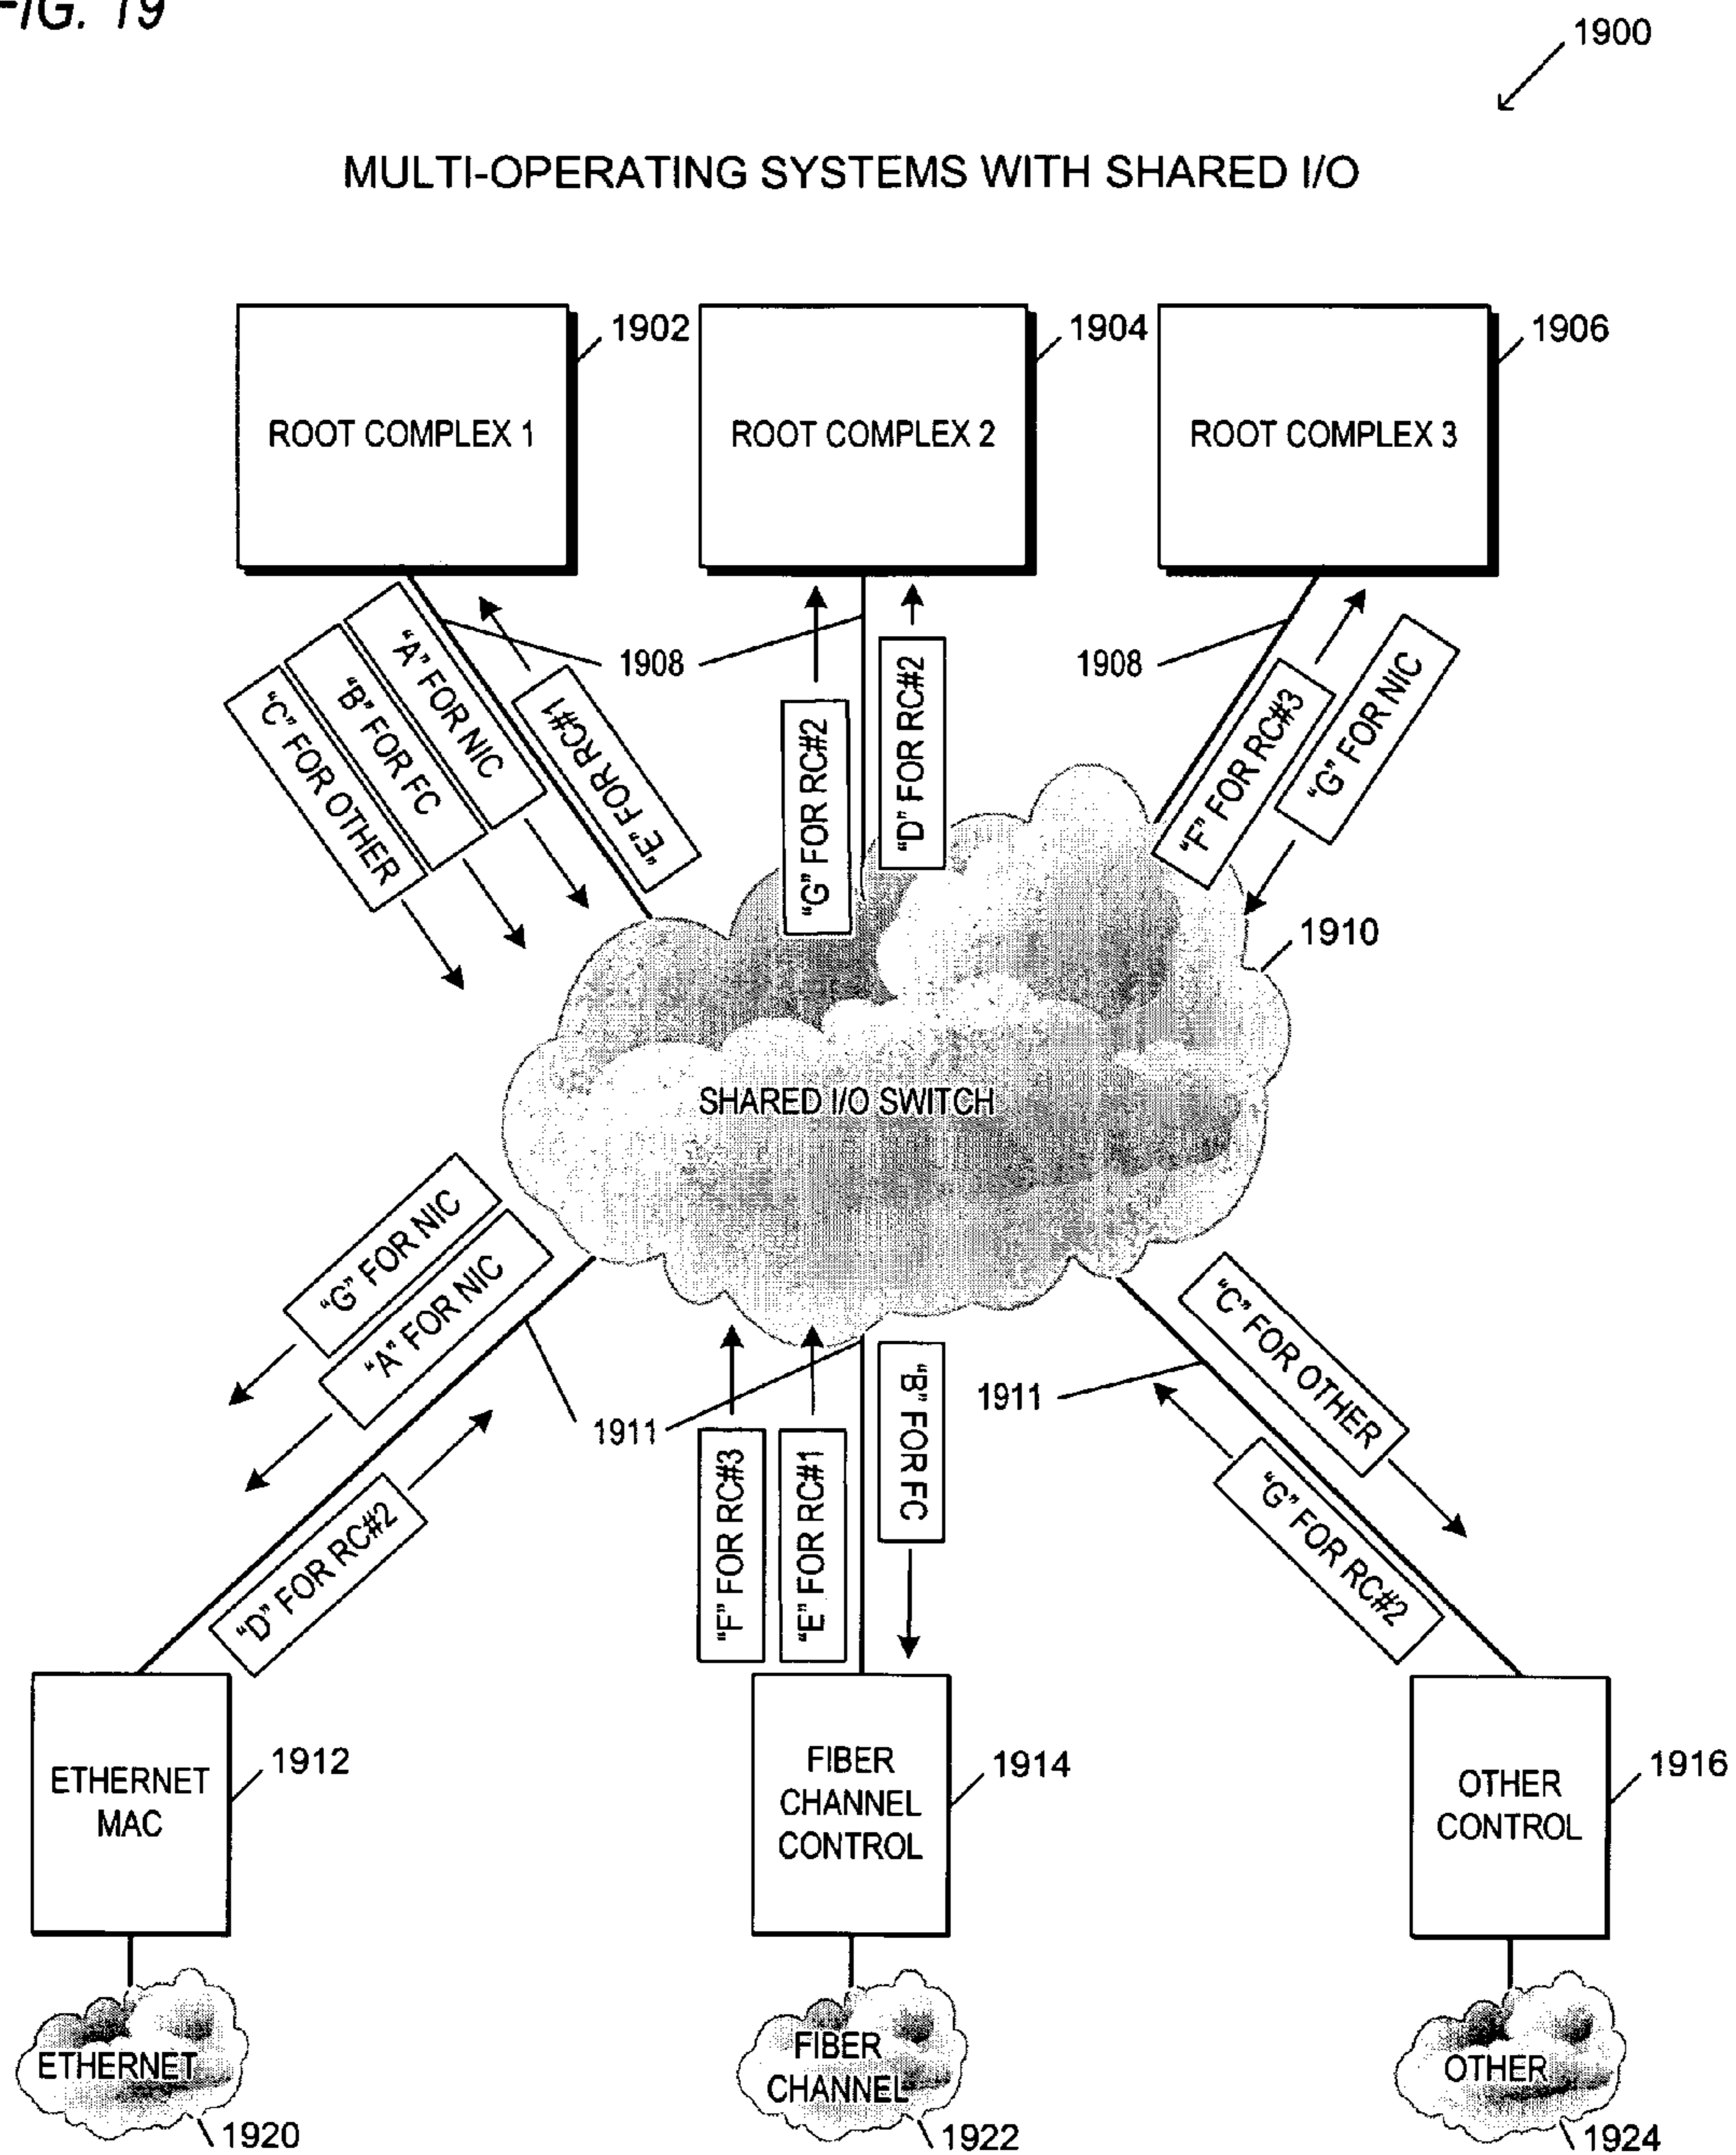 FIG. 19
1900
MULTI-OPERATING SYSTEMS WITH SHARED I/O
1902
1904
1906
ROOT COMPLEX 1
ROOT COMPLEX 2
ROOT COMPLEX 3
1908
1908
"A" FOR NIC
"B" FOR FC
"C" FOR OTHER
"E" FOR RC#1
"G" FOR RC#2
"D" FOR RC#2
"F" FOR RC#3
"G" FOR NIC
1910
SHARED I/O SWITCH
"G" FOR NIC
"A" FOR NIC
"D" FOR RC#2
1911
"F" FOR RC#3
"E" FOR RC#1
"B" FOR FC
1911
"C" FOR OTHER
"G" FOR RC#2
ETHERNET
MAC
1912
FIBER
CHANNEL
CONTROL
1914
OTHER
CONTROL
1916
ETHERNET
1920
FIBER
CHANNEL
1922
OTHER
1924